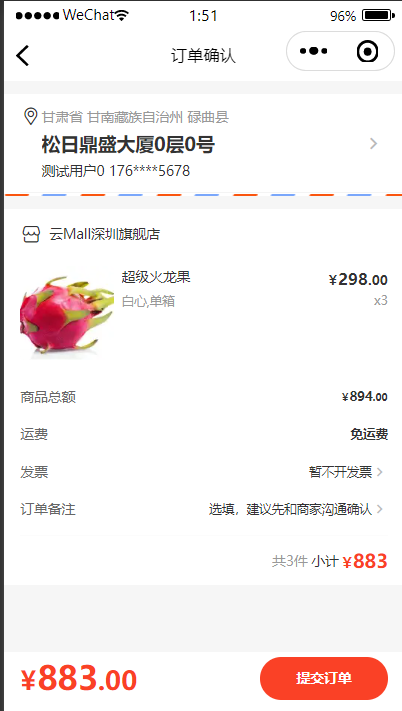 WeChat 1:51 96%
订单确认
甘肃省 甘南藏族自治州 碌曲县
松日鼎盛大厦0层0号
测试用户0 176****5678
云Mall深圳旗舰店
超级火龙果 ¥298.00
白心,单箱 x3
商品总额 ¥894.00
运费 免运费
发票 暂不开发票
订单备注 选填，建议先和商家沟通确认
共3件 小计 ¥883
¥883.00 提交订单